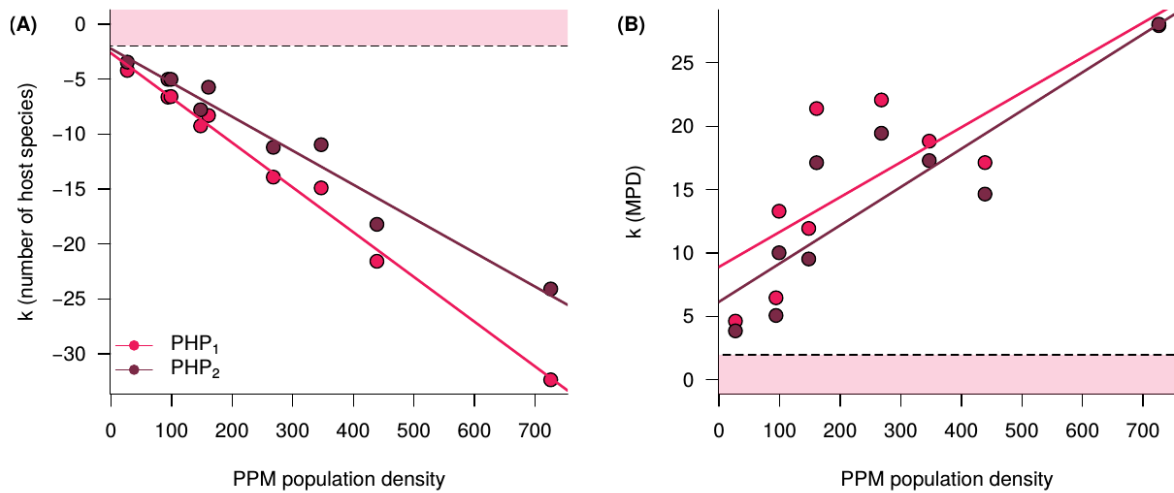 (A)
k (number of host species)
0
−5
−10
−15
−20
−25
−30
PHP1
PHP2
0 100 200 300 400 500 600 700
PPM population density
(B)
k (MPD)
25
20
15
10
5
0
0 100 200 300 400 500 600 700
PPM population density